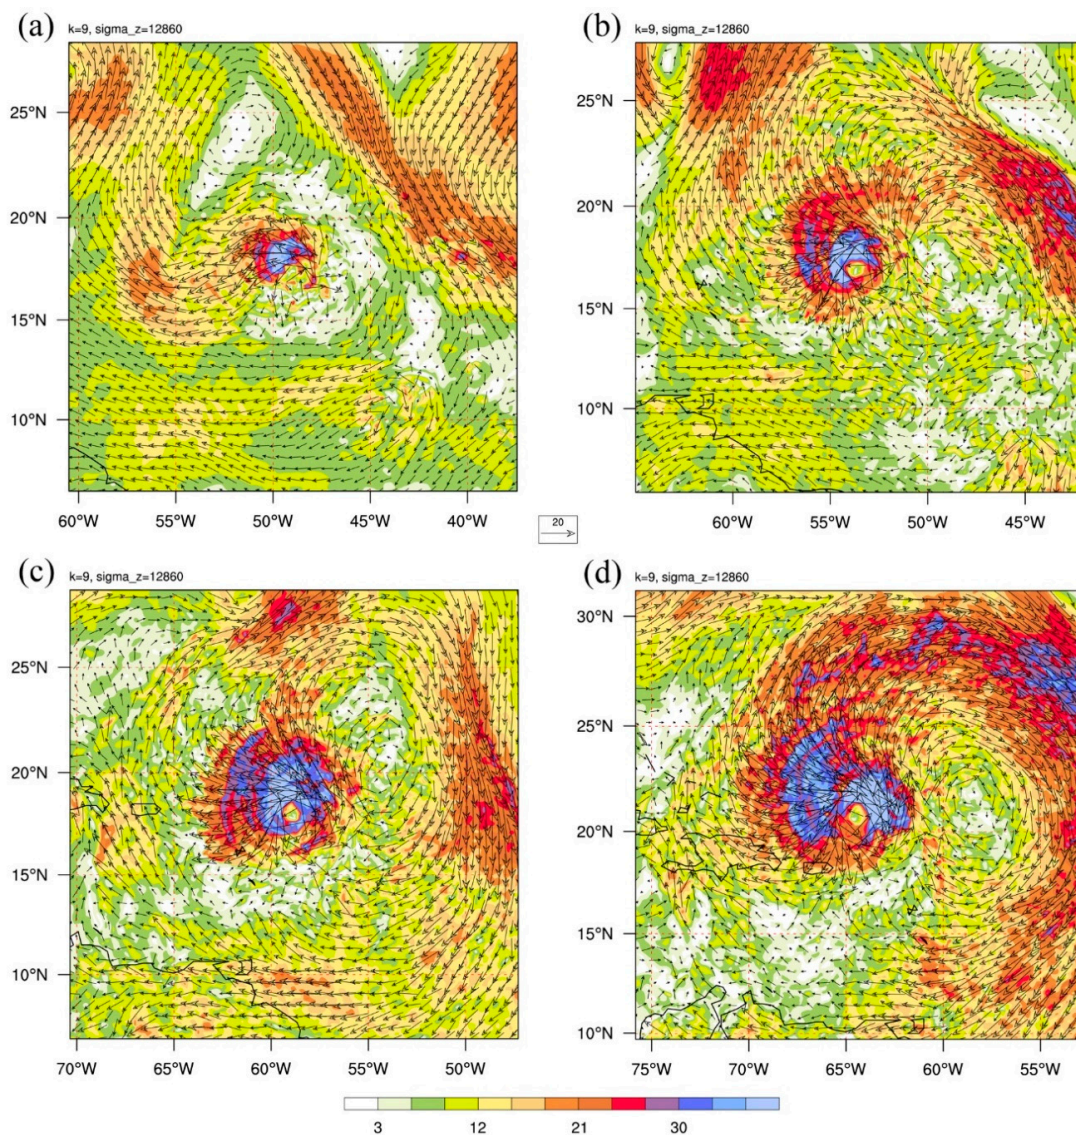 (a)
k=9, sigma_z=12860
25°N
20°N
15°N
10°N
60°W 55°W 50°W 45°W 40°W
(b)
k=9, sigma_z=12860
25°N
20°N
15°N
10°N
60°W 55°W 50°W 45°W
20
(c)
k=9, sigma_z=12860
25°N
20°N
15°N
10°N
70°W 65°W 60°W 55°W 50°W
(d)
k=9, sigma_z=12860
30°N
25°N
20°N
15°N
10°N
75°W 70°W 65°W 60°W 55°W
3 12 21 30